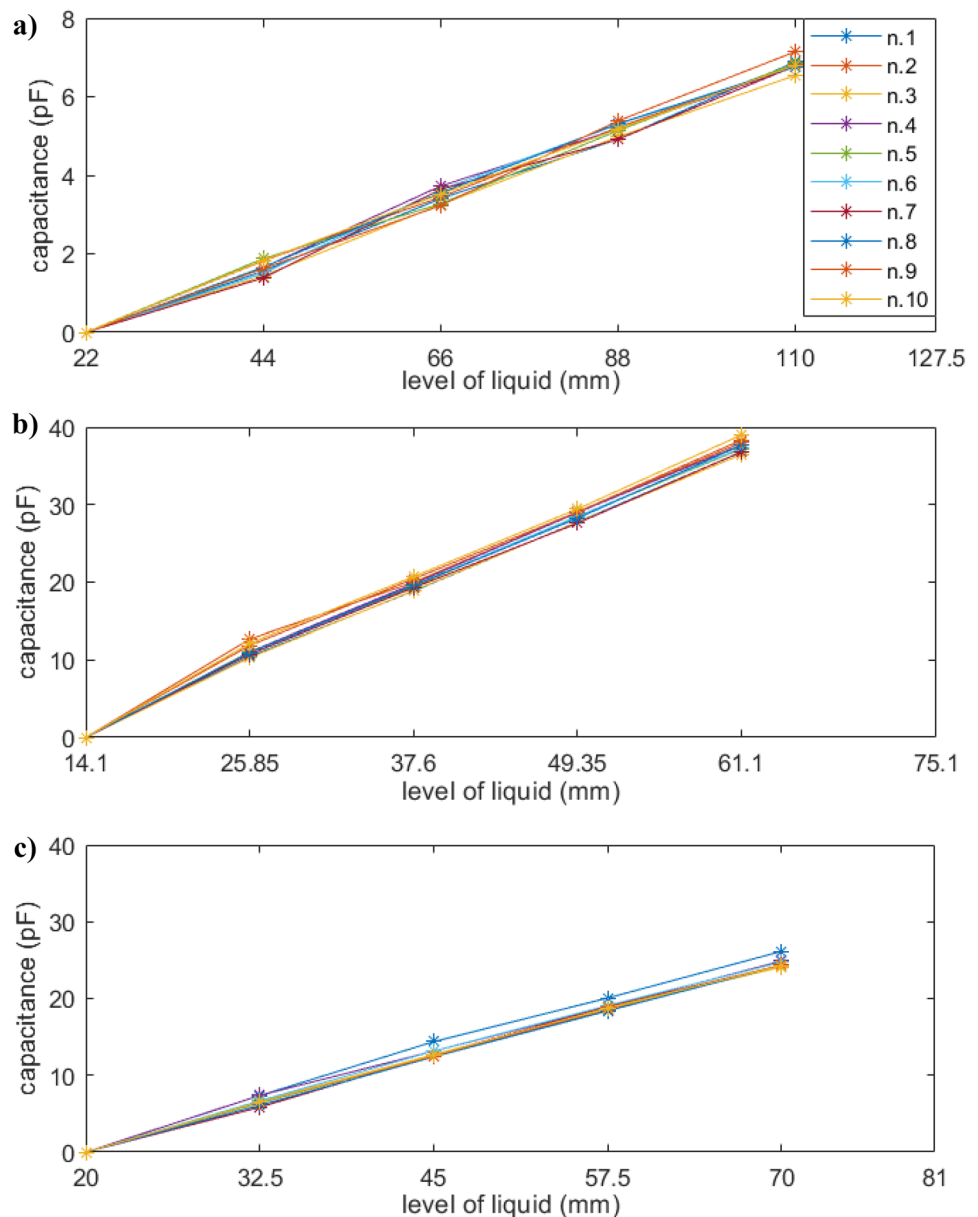 a)
8
6
4
2
0
capacitance (pF)
22 44 66 88 110 127.5
level of liquid (mm)
n.1
n.2
n.3
n.4
n.5
n.6
n.7
n.8
n.9
n.10
b)
40
30
20
10
0
capacitance (pF)
14.1 25.85 37.6 49.35 61.1 75.1
level of liquid (mm)
c)
40
30
20
10
0
capacitance (pF)
20 32.5 45 57.5 70 81
level of liquid (mm)